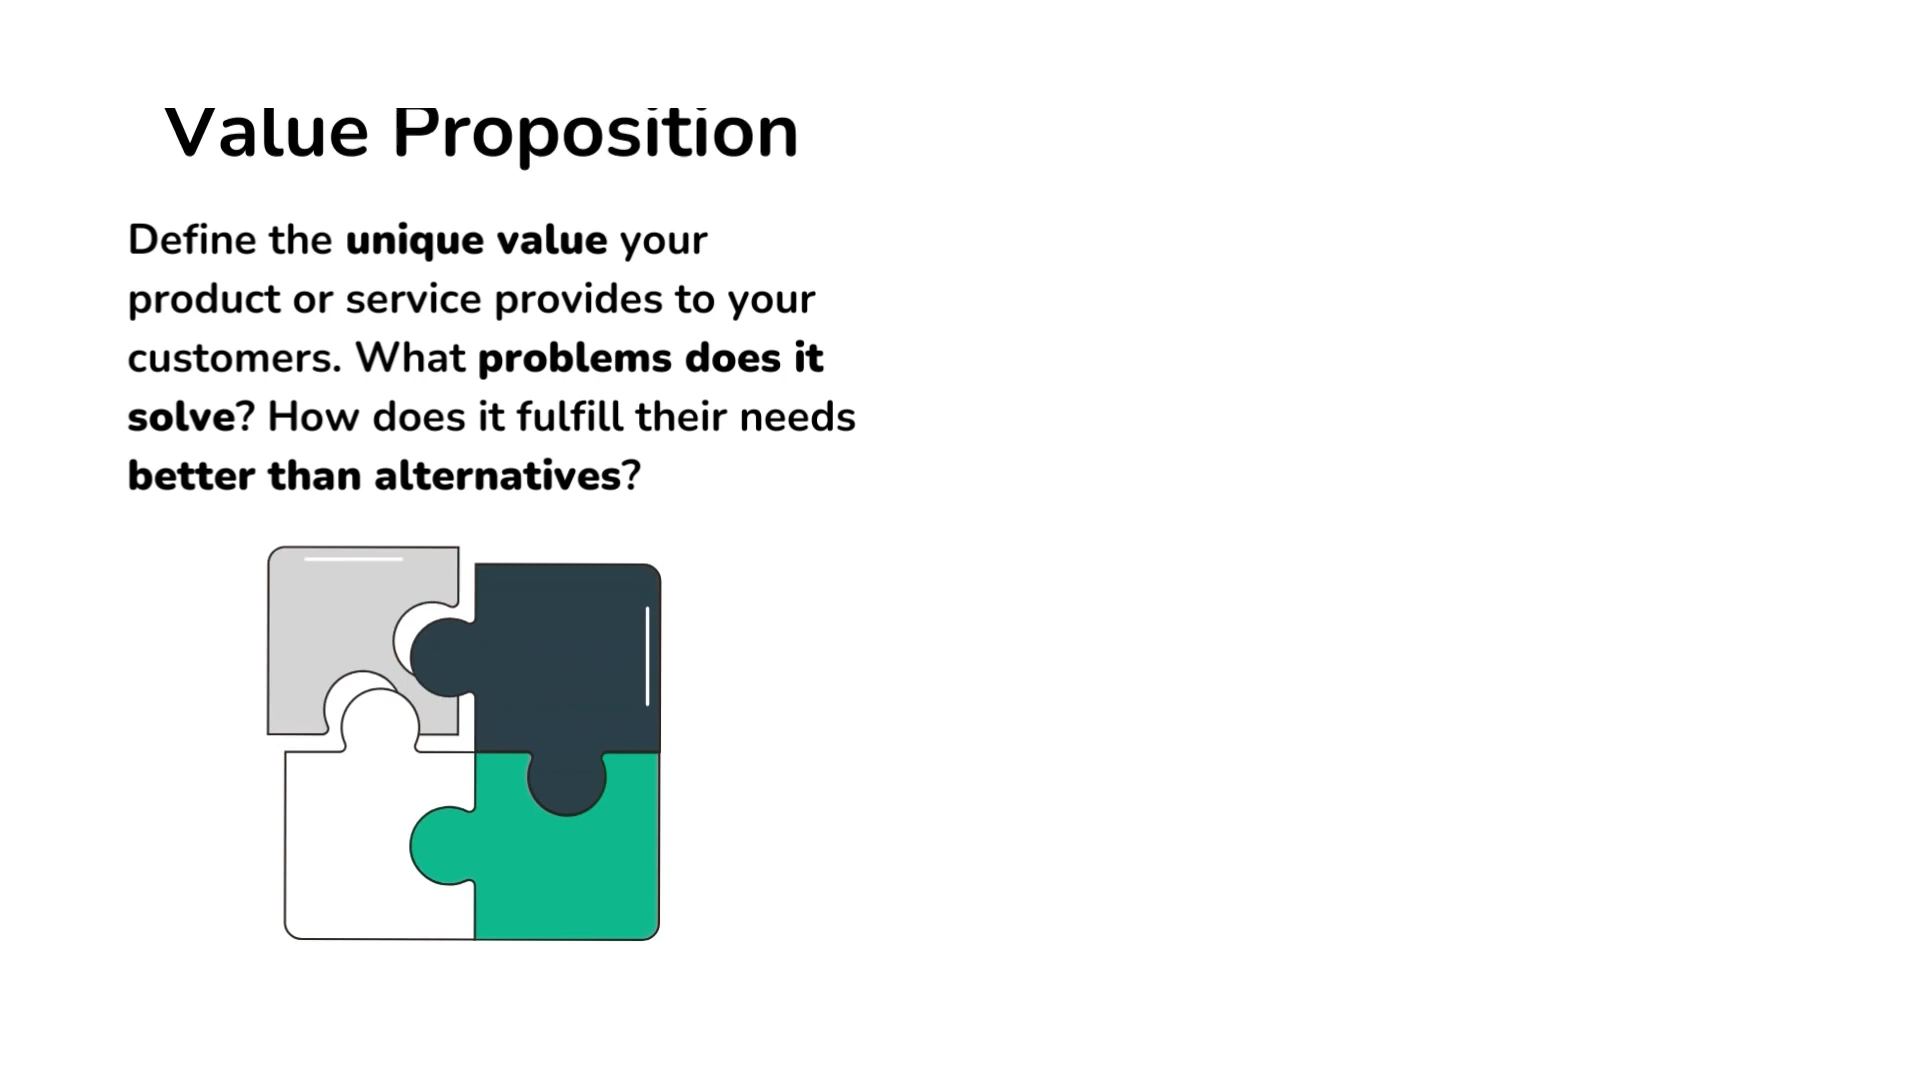 Value Proposition
Define the unique value your
product or service provides to your
customers. What problems does it
solve? How does it fulfill their needs
better than alternatives?